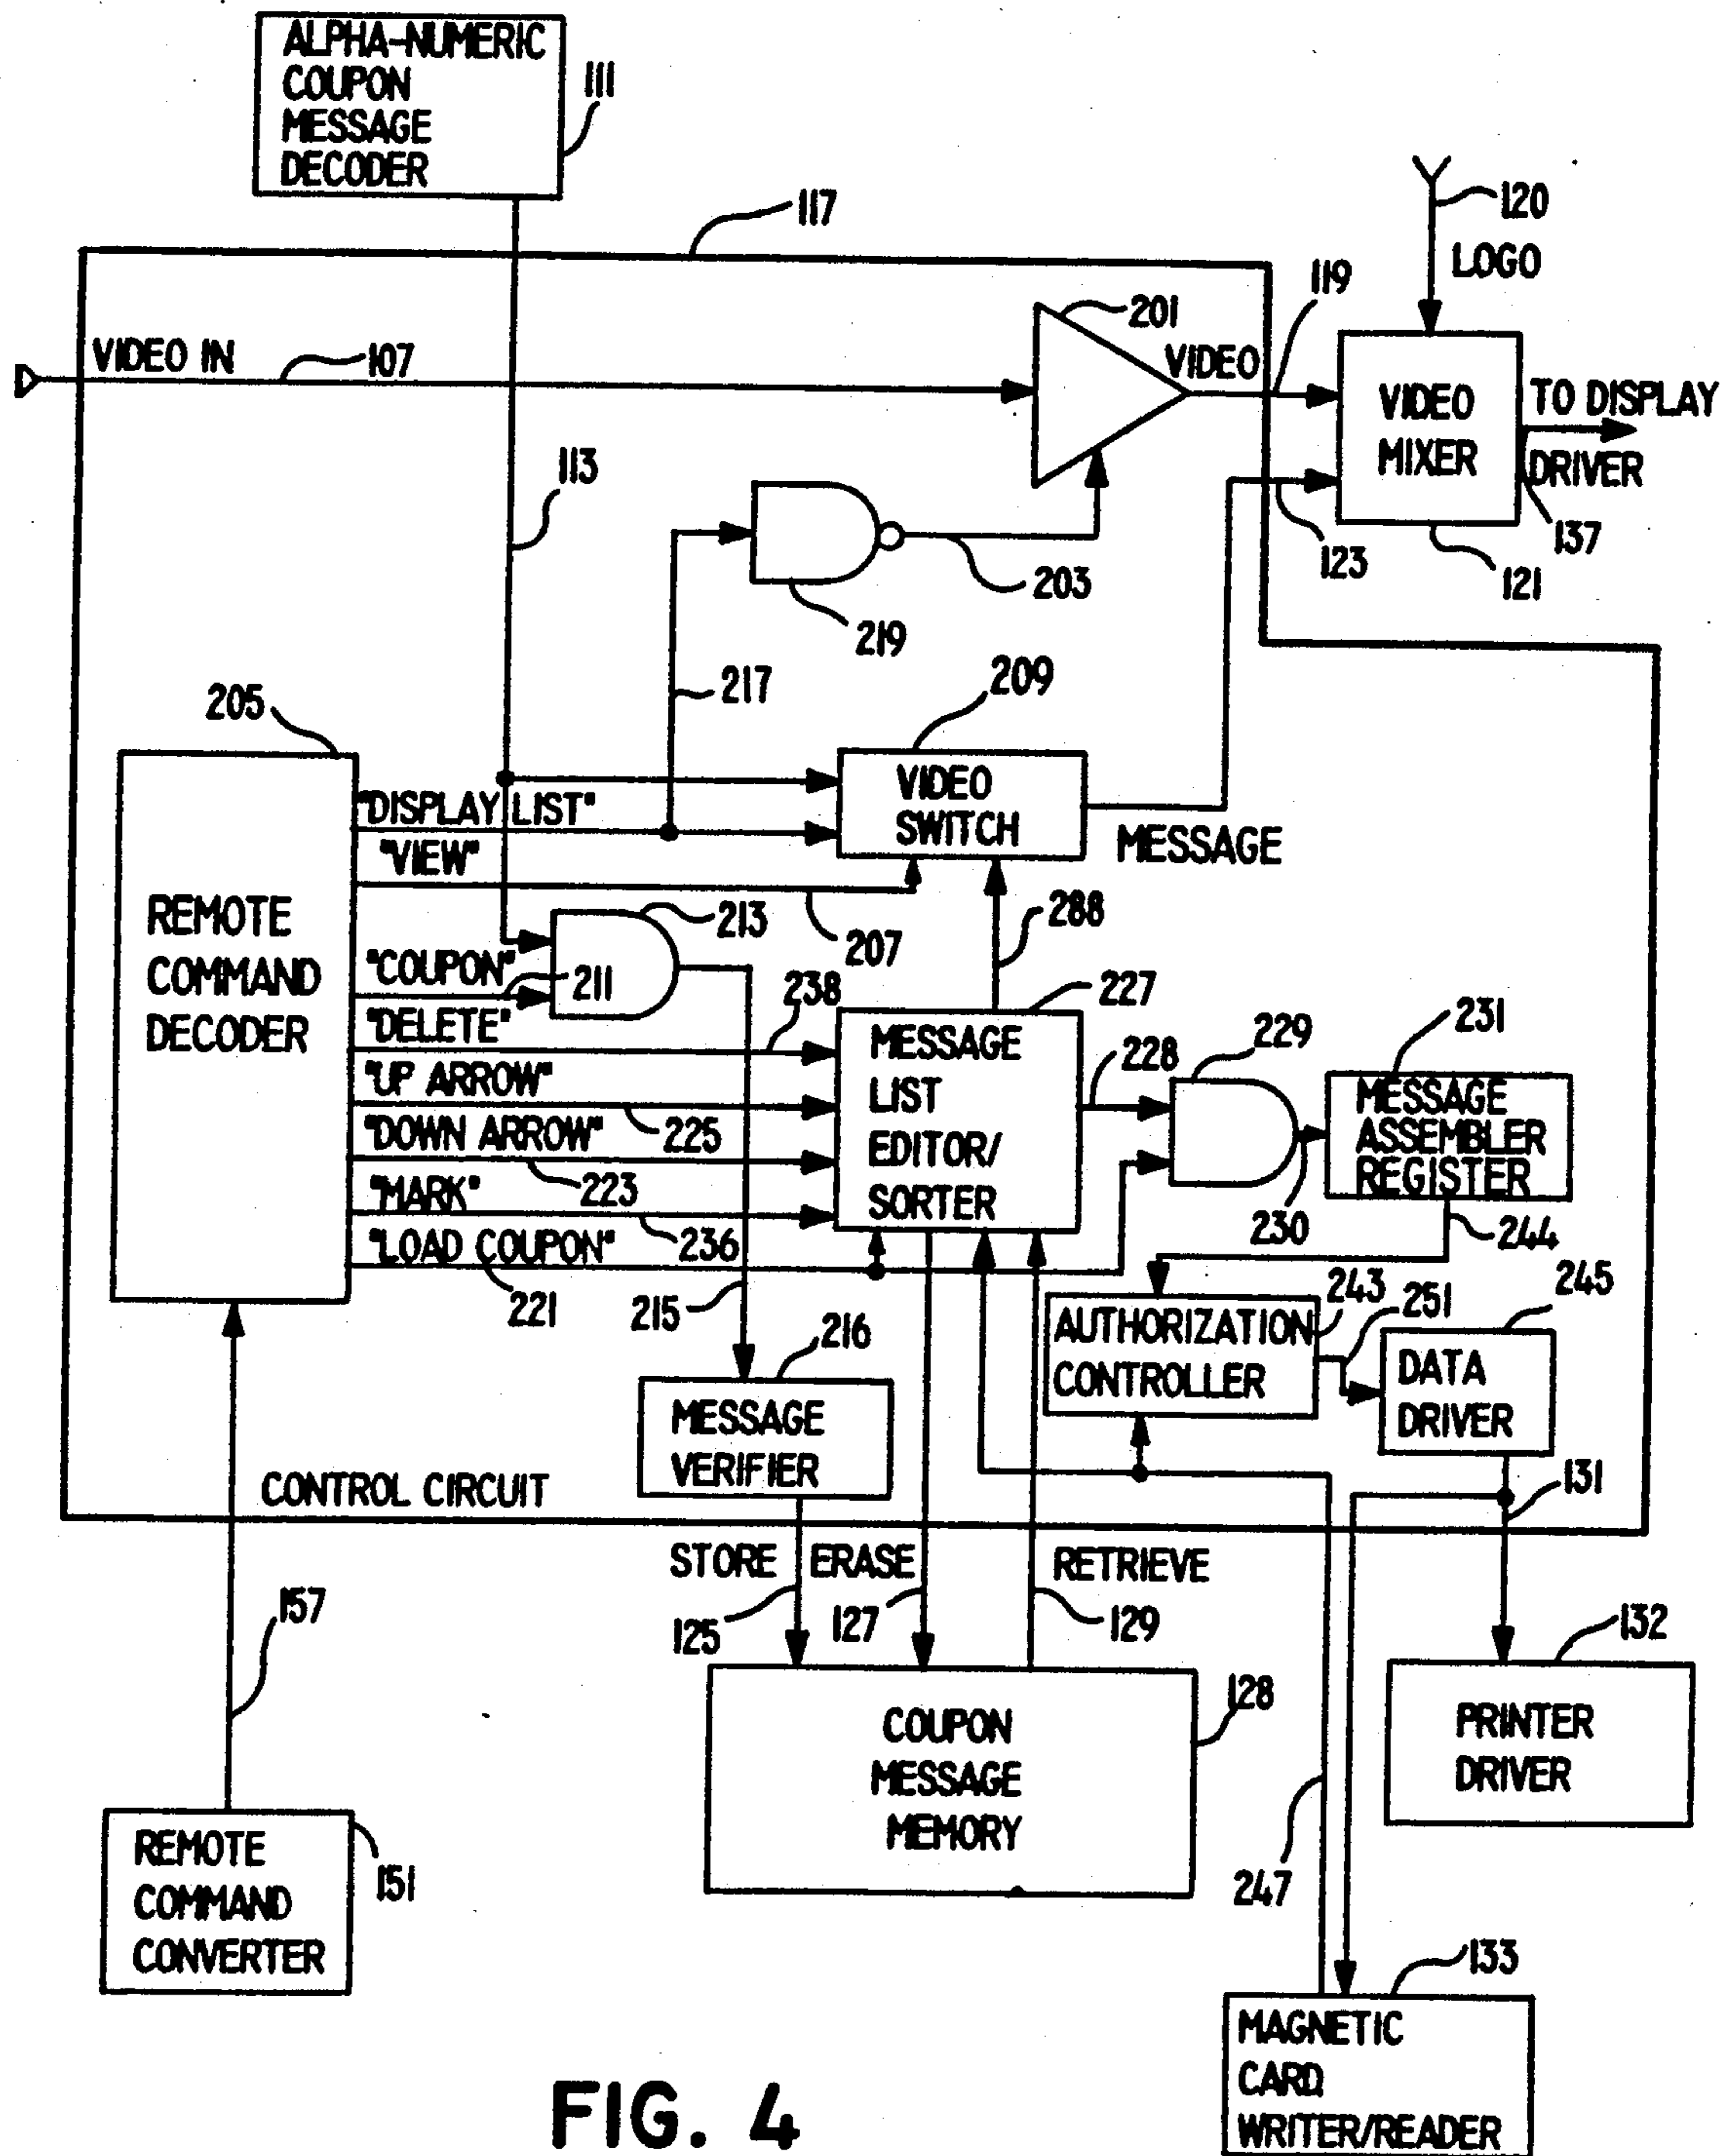 ALPHA-NUMERIC
COUPON
MESSAGE
DECODER
111
117
120
LOGO
119
201
VIDEO IN
107
VIDEO
VIDEO
MIXER
TO DISPLAY
DRIVER
137
121
123
113
203
219
217
209
205
VIDEO
SWITCH
MESSAGE
"DISPLAY LIST"
"VIEW"
207
288
213
REMOTE
COMMAND
DECODER
"COUPON"
211
"DELETE"
238
"UP ARROW"
225
"DOWN ARROW"
223
"MARK"
236
"LOAD COUPON"
221
227
MESSAGE
LIST
EDITOR/
SORTER
228
229
230
231
MESSAGE
ASSEMBLER
REGISTER
244
215
216
MESSAGE
VERIFIER
243
AUTHORIZATION
CONTROLLER
251
245
DATA
DRIVER
131
CONTROL CIRCUIT
STORE
ERASE
RETRIEVE
125
127
129
157
128
COUPON
MESSAGE
MEMORY
132
PRINTER
DRIVER
247
REMOTE
COMMAND
CONVERTER
151
133
MAGNETIC
CARD
WRITER/READER
FIG. 4